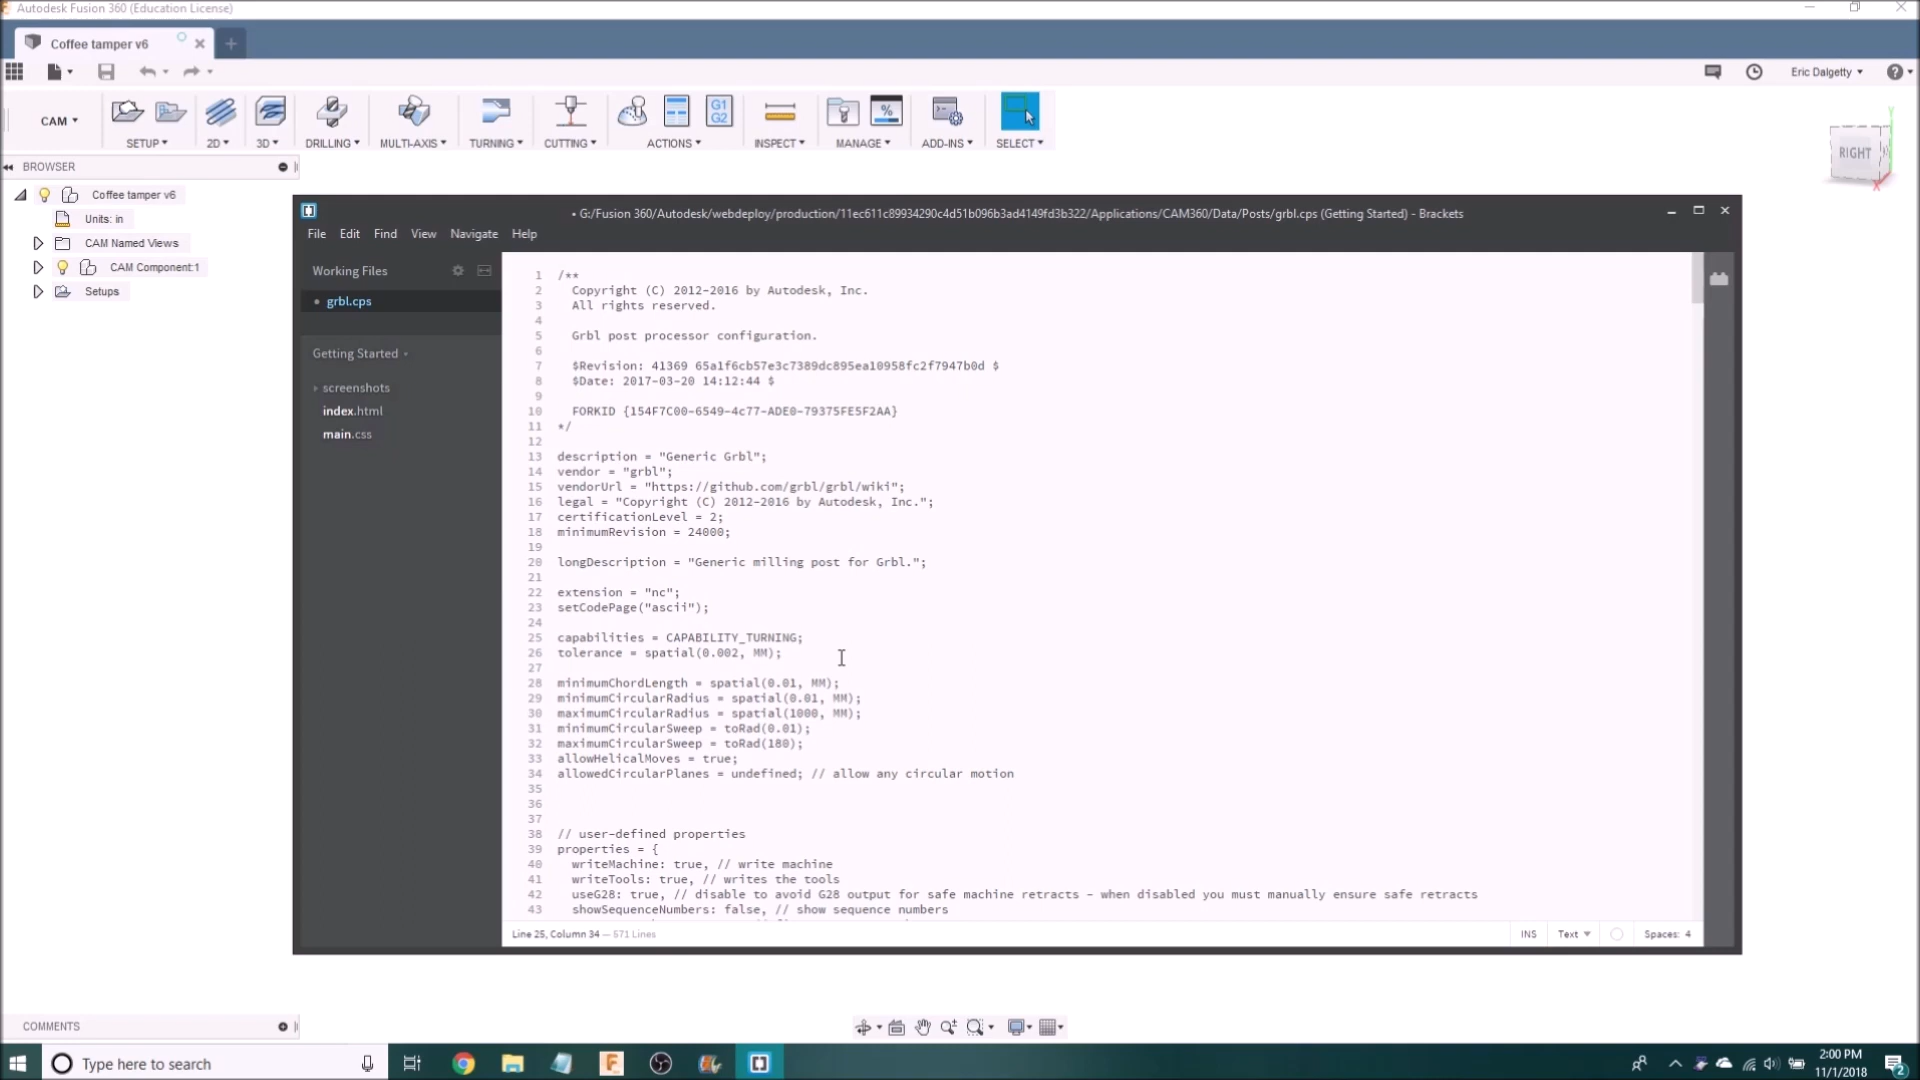 Autodesk Fusion 360 (Education License)
Coffee tamper v6
Eric Dalgetty
CAM
SETUP
2D
3D
DRILLING
MULTI-AXIS
TURNING
CUTTING
G1
G2
ACTIONS
INSPECT
%
MANAGE
ADD-INS
SELECT
BROWSER
Y
RIGHT
X
Coffee tamper v6
Units: in
CAM Named Views
CAM Component:1
Setups
• G:/Fusion 360/Autodesk/webdeploy/production/11ec611c89934290c4d51b096b3ad4149fd3b322/Applications/CAM360/Data/Posts/grbl.cps (Getting Started) - Brackets
File Edit Find View Navigate Help
Working Files
• grbl.cps
Getting Started
screenshots
index.html
main.css
1 /**
2 Copyright (C) 2012-2016 by Autodesk, Inc.
3 All rights reserved.
4
5 Grbl post processor configuration.
6
7 $Revision: 41369 65a1f6cb57e3c7389dc895ea10958fc2f7947b0d $
8 $Date: 2017-03-20 14:12:44 $
9
10 FORKID {154F7C00-6549-4c77-ADE0-79375FE5F2AA}
11 */
12
13 description = "Generic Grbl";
14 vendor = "grbl";
15 vendorUrl = "https://github.com/grbl/grbl/wiki";
16 legal = "Copyright (C) 2012-2016 by Autodesk, Inc.";
17 certificationLevel = 2;
18 minimumRevision = 24000;
19
20 longDescription = "Generic milling post for Grbl.";
21
22 extension = "nc";
23 setCodePage("ascii");
24
25 capabilities = CAPABILITY_TURNING;
26 tolerance = spatial(0.002, MM);
27
28 minimumChordLength = spatial(0.01, MM);
29 minimumCircularRadius = spatial(0.01, MM);
30 maximumCircularRadius = spatial(1000, MM);
31 minimumCircularSweep = toRad(0.01);
32 maximumCircularSweep = toRad(180);
33 allowHelicalMoves = true;
34 allowedCircularPlanes = undefined; // allow any circular motion
35
36
37
38 // user-defined properties
39 properties = {
40 writeMachine: true, // write machine
41 writeTools: true, // writes the tools
42 useG28: true, // disable to avoid G28 output for safe machine retracts - when disabled you must manually ensure safe retracts
43 showSequenceNumbers: false, // show sequence numbers
Line 25, Column 34 — 571 Lines
INS
Text
Spaces: 4
COMMENTS
Type here to search
2:00 PM
11/1/2018
2